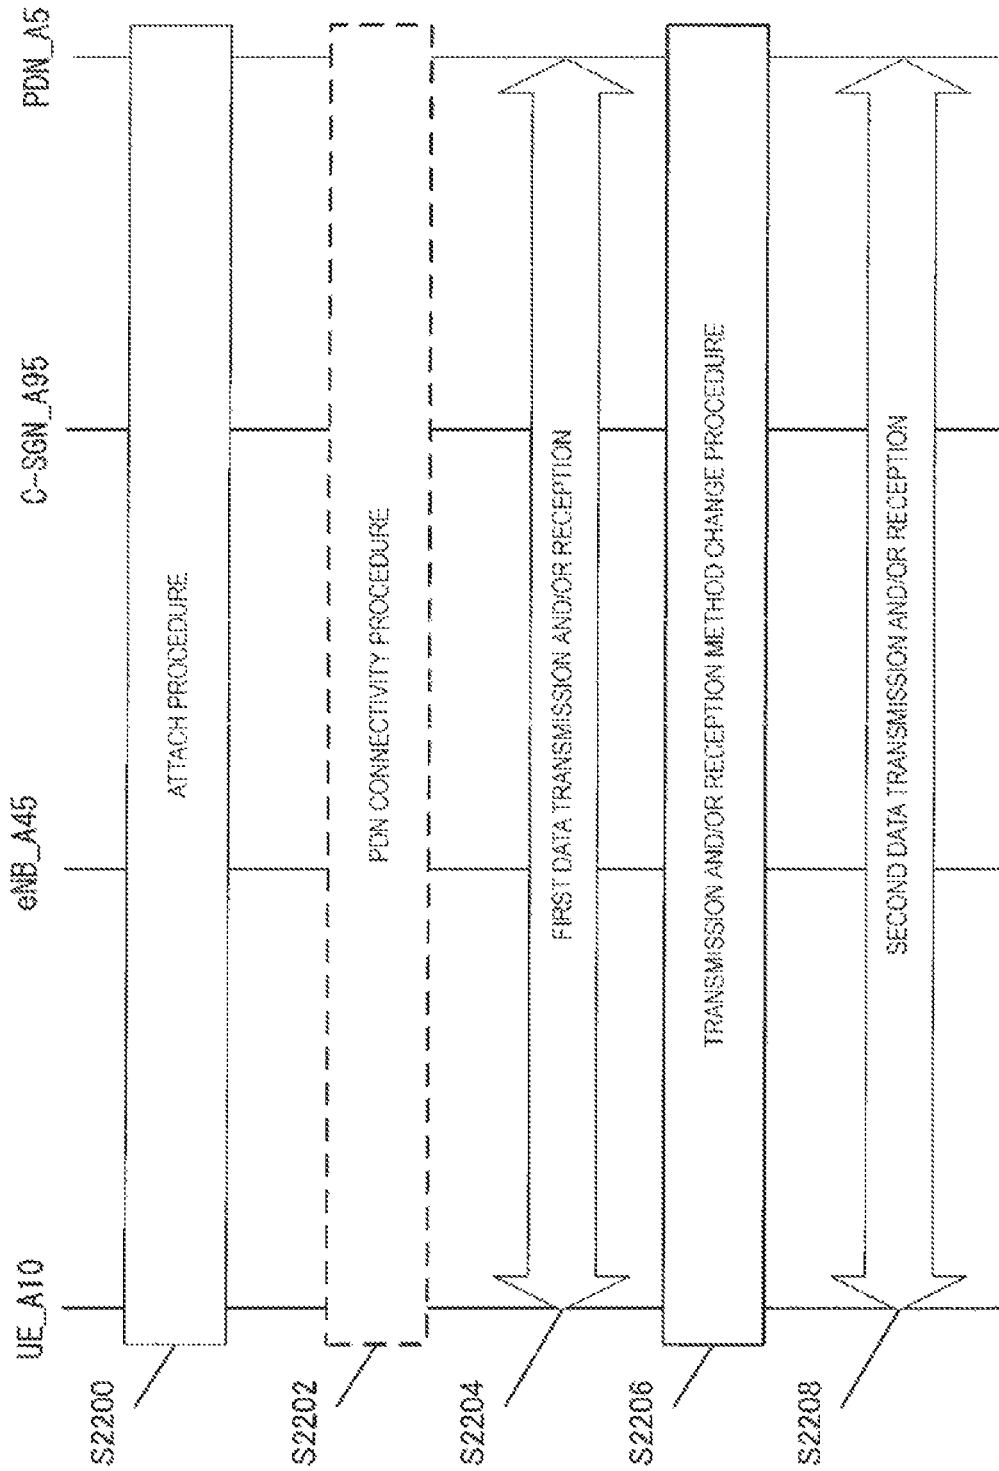 UE_A10
eNB_A45
C-SGN_A95
PDN_A5
S2200
ATTACH PROCEDURE
S2202
PDN CONNECTIVITY PROCEDURE
S2204
FIRST DATA TRANSMISSION AND/OR RECEPTION
S2206
TRANSMISSION AND/OR RECEPTION METHOD CHANGE PROCEDURE
S2208
SECOND DATA TRANSMISSION AND/OR RECEPTION